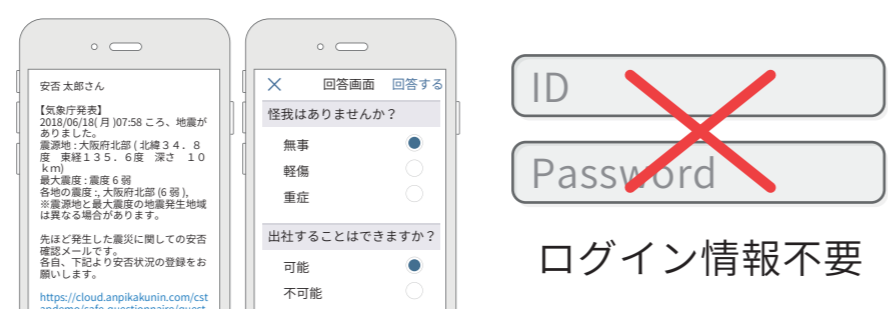 安否 太郎さん
【気象庁発表】
2018/06/18( 月 )07:58 ころ、地震が
ありました。
震源地 : 大阪府北部 ( 北緯３４．８
度　東経１３５．６度　深さ　１０
ｋm)
最大震度 : 震度 6 弱
各地の震度 :, 大阪府北部 (6 弱 ),
※震源地と最大震度の地震発生地域
は異なる場合があります。
先ほど発生した震災に関しての安否
確認メールです。
各自、下記より安否状況の登録をお
願いします。
https://cloud.anpikakunin.com/cst
andemo/safe-questionnaire/quest
回答画面 回答する
怪我はありませんか？
無事
軽傷
重症
出社することはできますか？
可能
不可能
ID
Password
ログイン情報不要